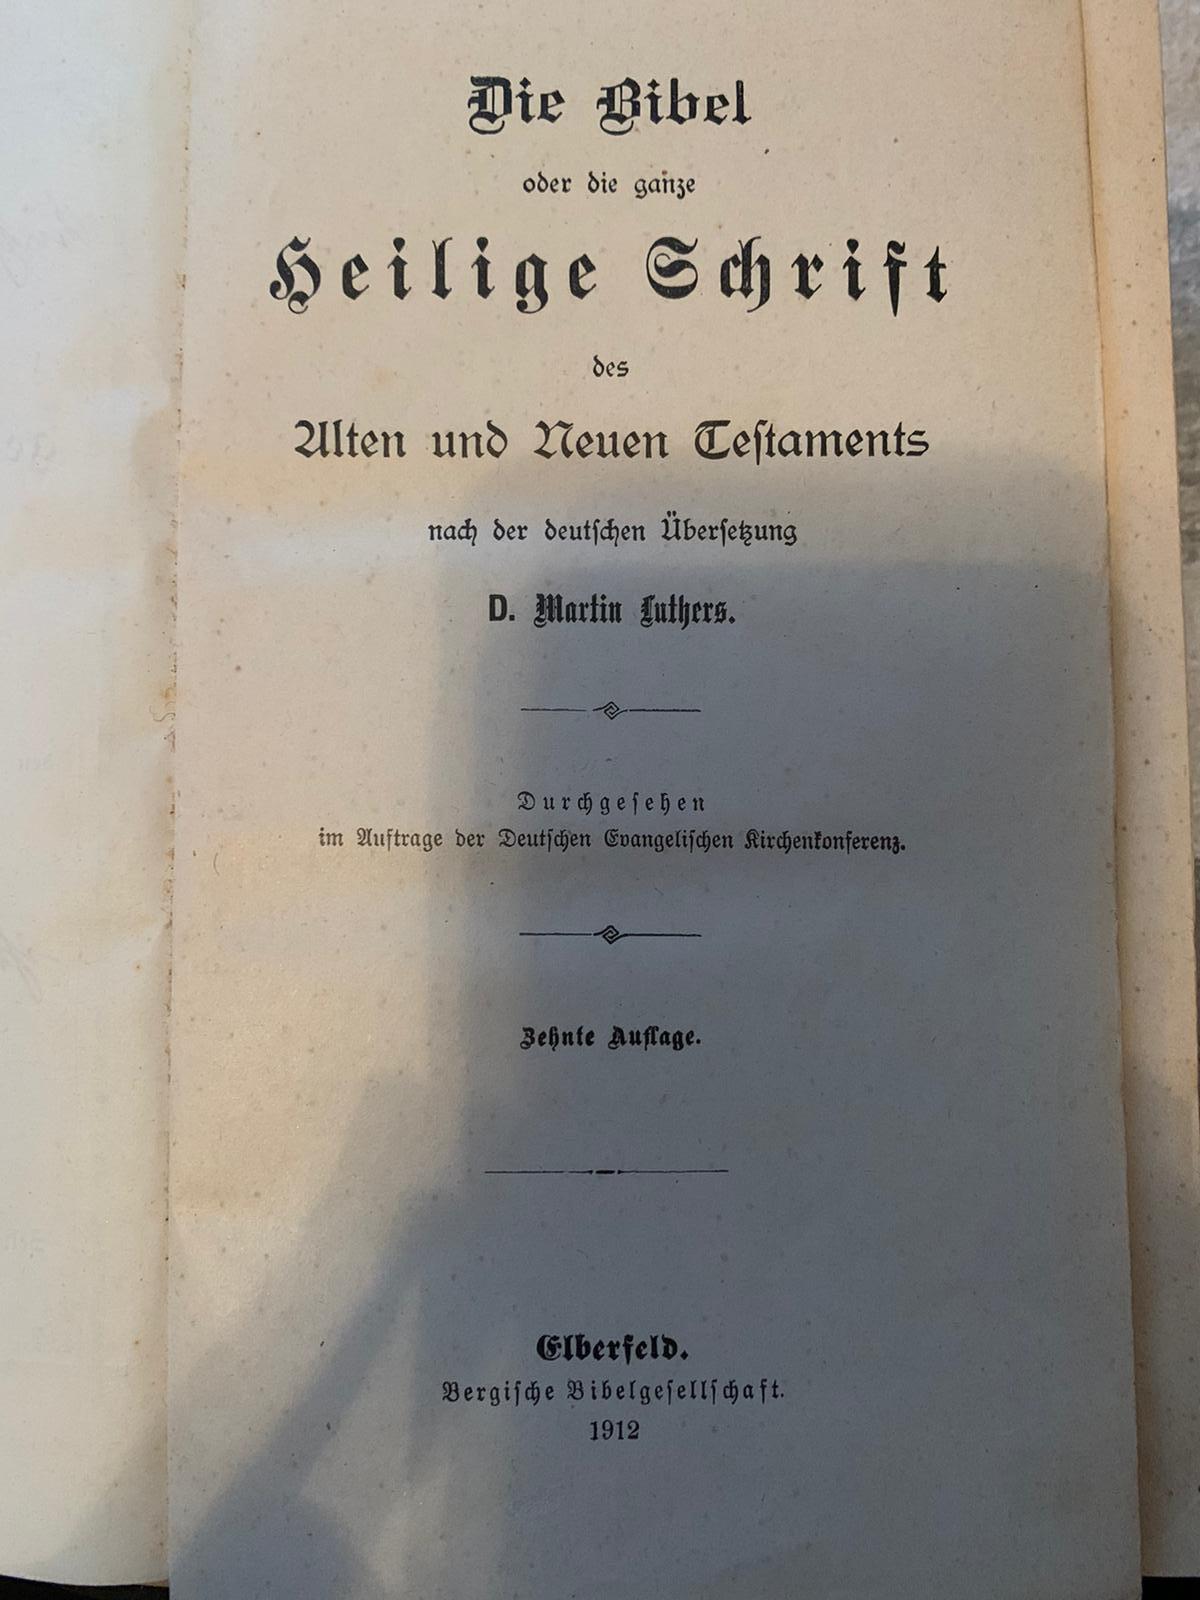 Die Bibel
oder die ganze
Heilige Schrift
des
Alten und Neuen Teſtaments
nach der deutſchen Überſetzung
D. Martin Luthers.
Durchgeſehen
im Auftrage der Deutſchen Evangeliſchen Kirchenkonferenz.
Zehnte Auflage.
Elberfeld.
Bergiſche Bibelgeſellſchaft.
1912